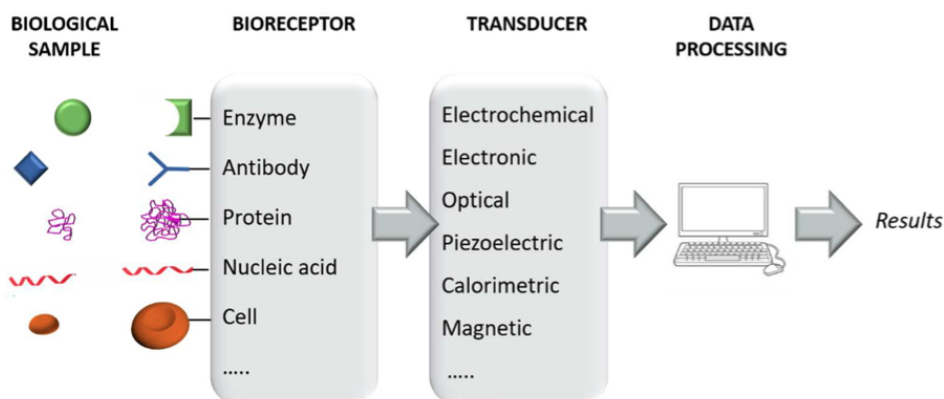 BIOLOGICAL
SAMPLE
BIORECEPTOR
TRANSDUCER
DATA
PROCESSING
Enzyme
Antibody
Protein
Nucleic acid
Cell
.....
Electrochemical
Electronic
Optical
Piezoelectric
Calorimetric
Magnetic
.....
Results